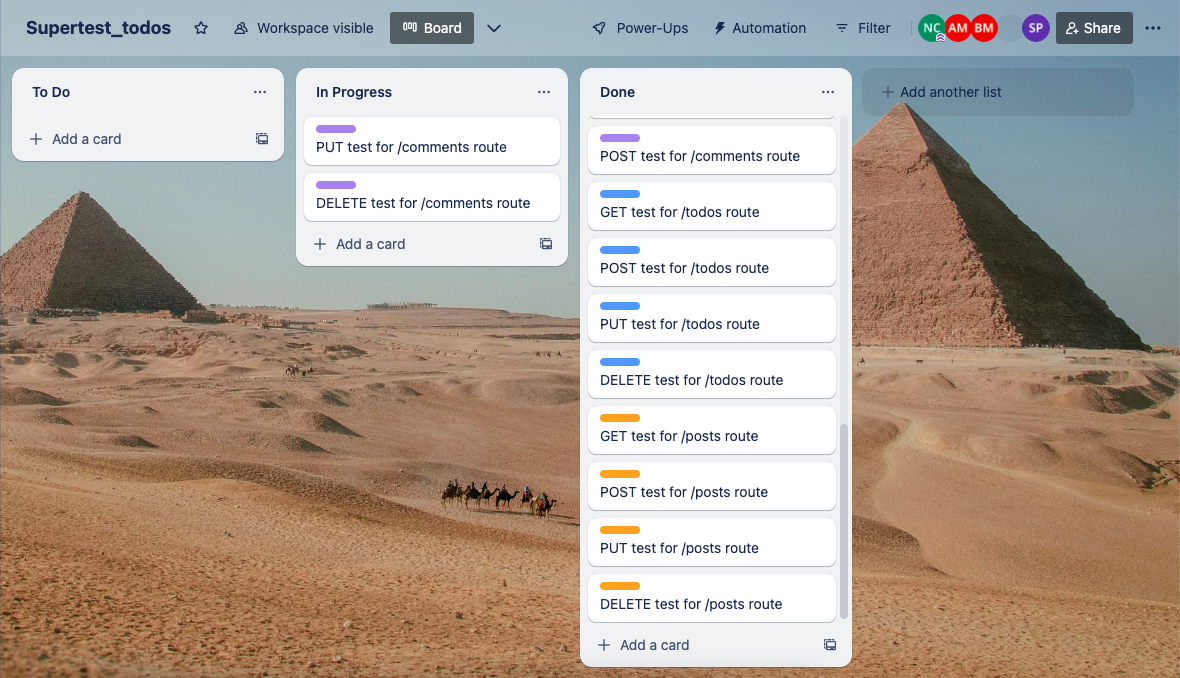 Supertest_todos
Workspace visible
Board
Power-Ups
Automation
Filter
NC
AM
BM
SP
Share
To Do
Add a card
In Progress
PUT test for /comments route
DELETE test for /comments route
Add a card
Done
POST test for /comments route
GET test for /todos route
POST test for /todos route
PUT test for /todos route
DELETE test for /todos route
GET test for /posts route
POST test for /posts route
PUT test for /posts route
DELETE test for /posts route
Add a card
Add another list